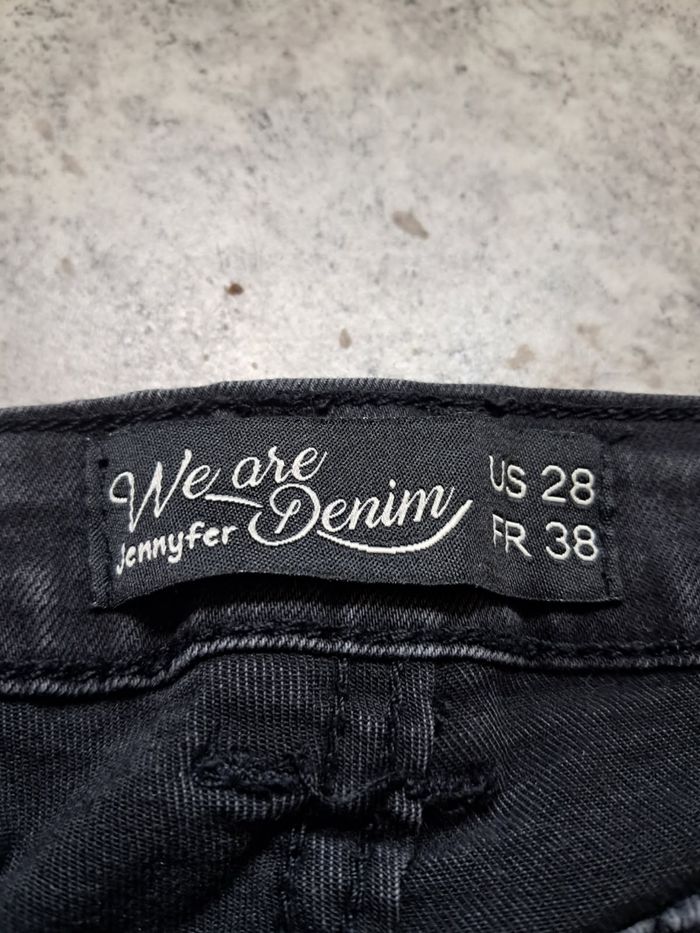 We are
Jennyfer Denim
US 28
FR 38